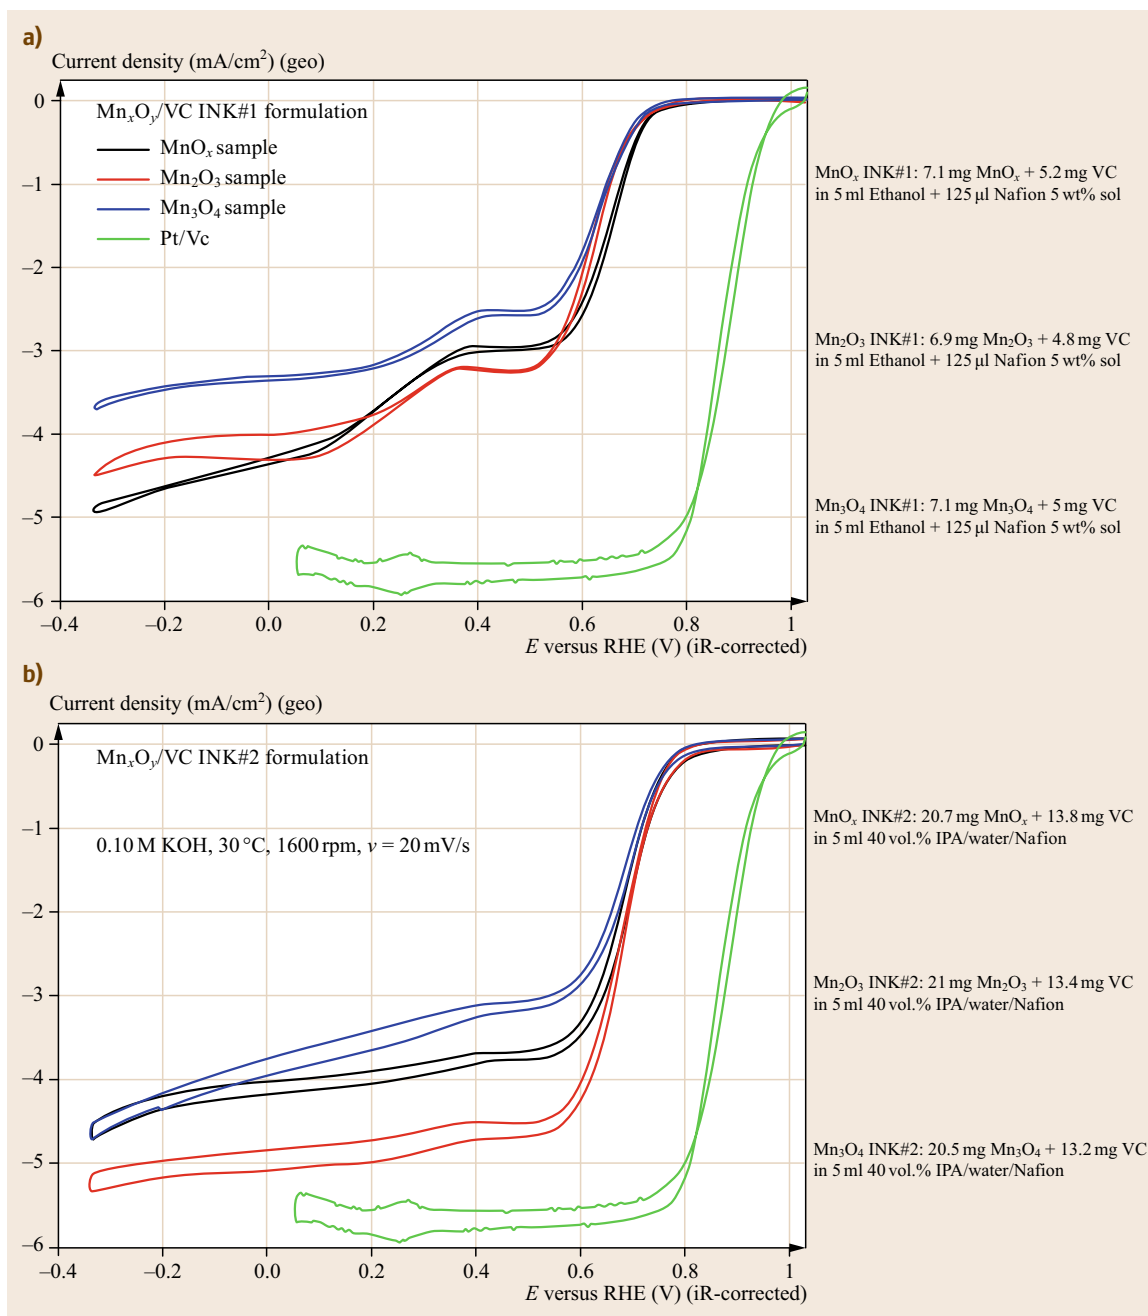 a)
Current density (mA/cm²) (geo)
0
–1
–2
–3
–4
–5
–6
MnₓOᵧ/VC INK#1 formulation
MnOₓ sample
Mn₂O₃ sample
Mn₃O₄ sample
Pt/Vc
–0.4 –0.2 0.0 0.2 0.4 0.6 0.8 1
E versus RHE (V) (iR-corrected)
MnOₓ INK#1: 7.1 mg MnOₓ + 5.2 mg VC
in 5 ml Ethanol + 125 µl Nafion 5 wt% sol
Mn₂O₃ INK#1: 6.9 mg Mn₂O₃ + 4.8 mg VC
in 5 ml Ethanol + 125 µl Nafion 5 wt% sol
Mn₃O₄ INK#1: 7.1 mg Mn₃O₄ + 5 mg VC
in 5 ml Ethanol + 125 µl Nafion 5 wt% sol
b)
Current density (mA/cm²) (geo)
0
–1
–2
–3
–4
–5
–6
MnₓOᵧ/VC INK#2 formulation
0.10 M KOH, 30 °C, 1600 rpm, v = 20 mV/s
–0.4 –0.2 0.0 0.2 0.4 0.6 0.8 1
E versus RHE (V) (iR-corrected)
MnOₓ INK#2: 20.7 mg MnOₓ + 13.8 mg VC
in 5 ml 40 vol.% IPA/water/Nafion
Mn₂O₃ INK#2: 21 mg Mn₂O₃ + 13.4 mg VC
in 5 ml 40 vol.% IPA/water/Nafion
Mn₃O₄ INK#2: 20.5 mg Mn₃O₄ + 13.2 mg VC
in 5 ml 40 vol.% IPA/water/Nafion